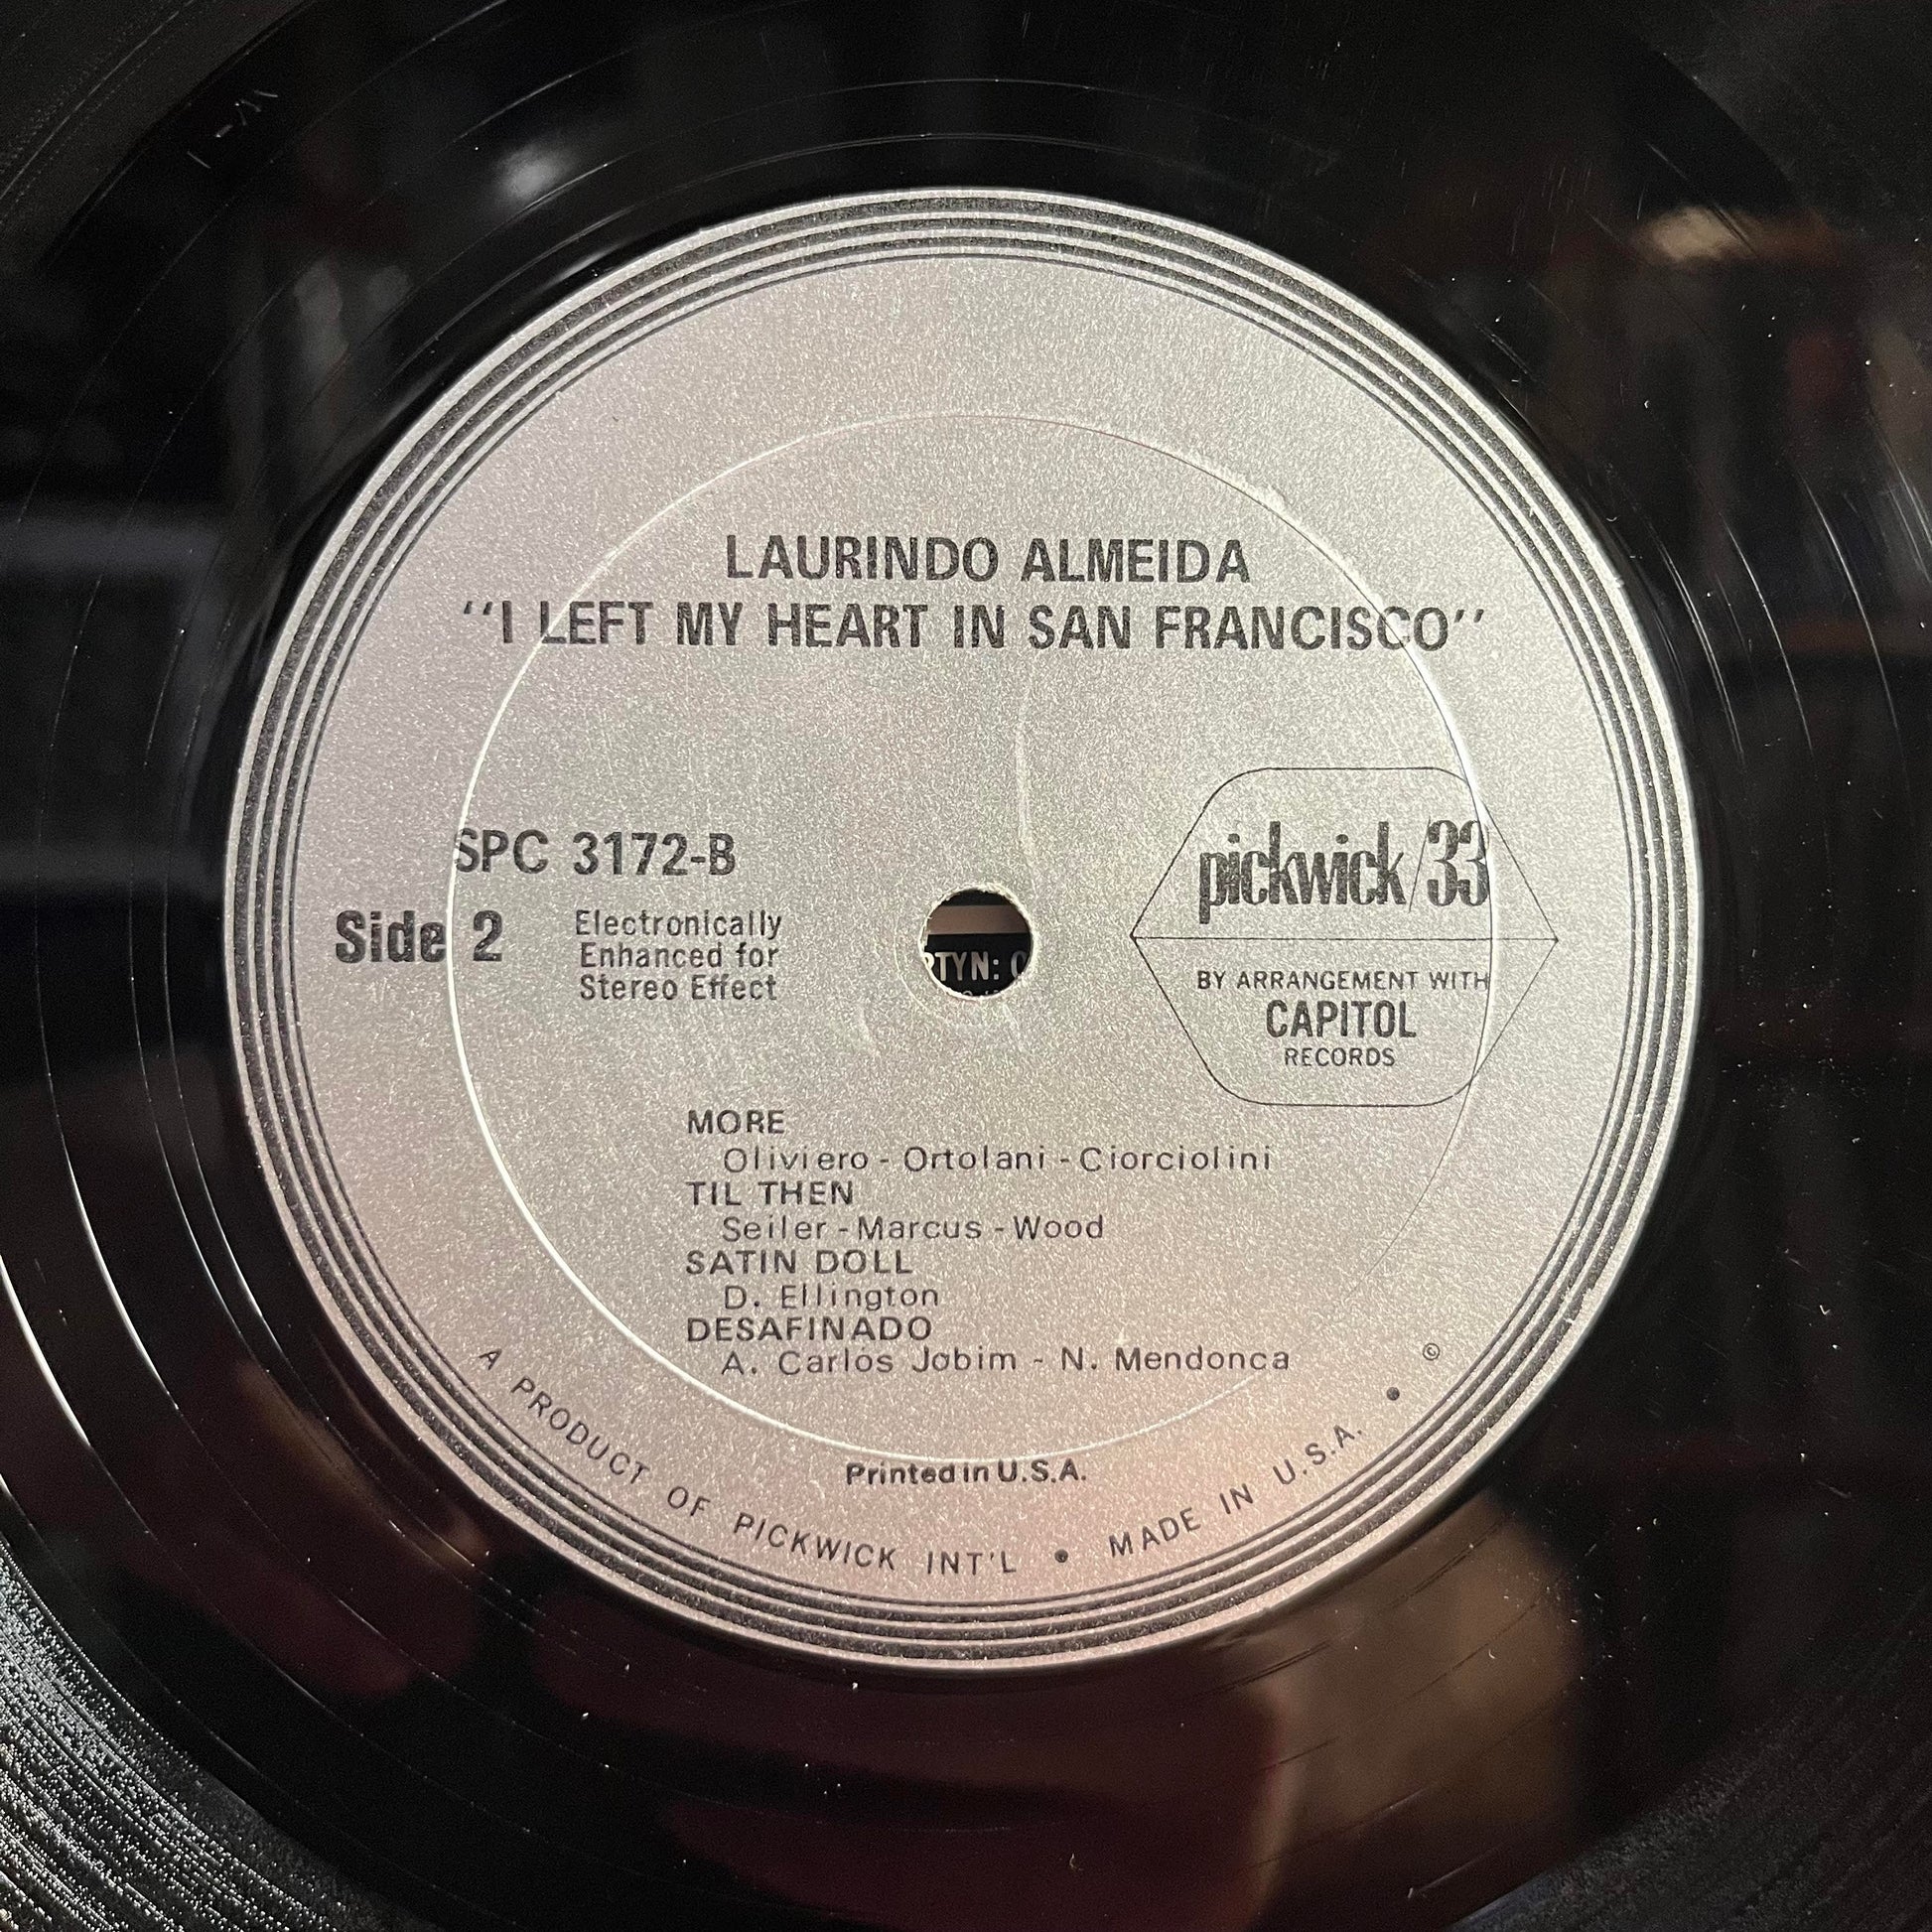 LAURINDO ALMEIDA
"I LEFT MY HEART IN SAN FRANCISCO"
SPC 3172-B
Side 2
Electronically
Enhanced for
Stereo Effect
pickwick/33
BY ARRANGEMENT WITH
CAPITOL
RECORDS
RTYN: C
MORE
Oliviero - Ortolani - Ciorciolini
TIL THEN
Seiler - Marcus - Wood
SATIN DOLL
D. Ellington
DESAFINADO
A. Carlos Jobim - N. Mendonca
Printed in U.S.A.
A PRODUCT OF PICKWICK INT'L • MADE IN U.S.A. • ©